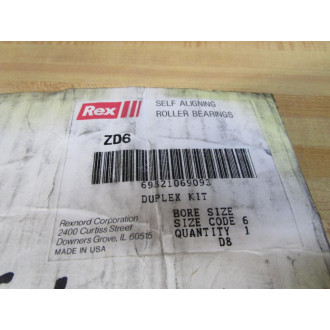 Rex
SELF ALIGNING
ROLLER BEARINGS
ZD6
69321069093
DUPLEX KIT
BORE SIZE
SIZE CODE 6
QUANTITY 1
D8
Rexnord Corporation
2400 Curtiss Street
Downers Grove, IL 60515
MADE IN USA